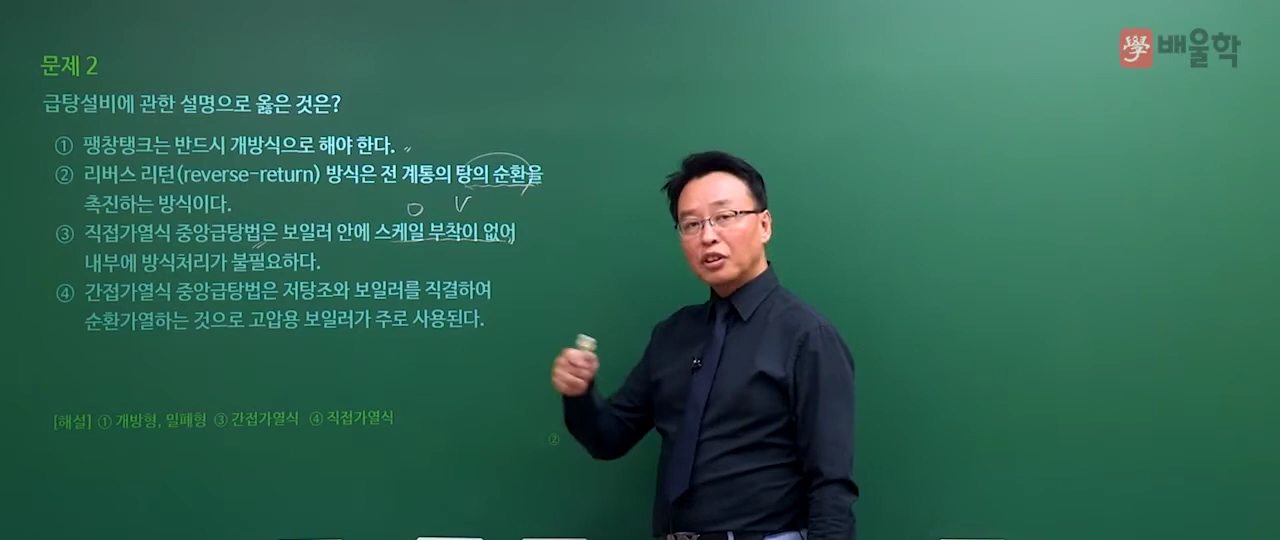 學 배울학
문제 2
급탕설비에 관한 설명으로 옳은 것은?
① 팽창탱크는 반드시 개방식으로 해야 한다.
② 리버스 리턴(reverse-return) 방식은 전 계통의 탕의 순환을
촉진하는 방식이다.
③ 직접가열식 중앙급탕법은 보일러 안에 스케일 부착이 없어
내부에 방식처리가 불필요하다.
④ 간접가열식 중앙급탕법은 저탕조와 보일러를 직결하여
순환가열하는 것으로 고압용 보일러가 주로 사용된다.
[해설] ① 개방형, 밀폐형 ③ 간접가열식 ④ 직접가열식
②